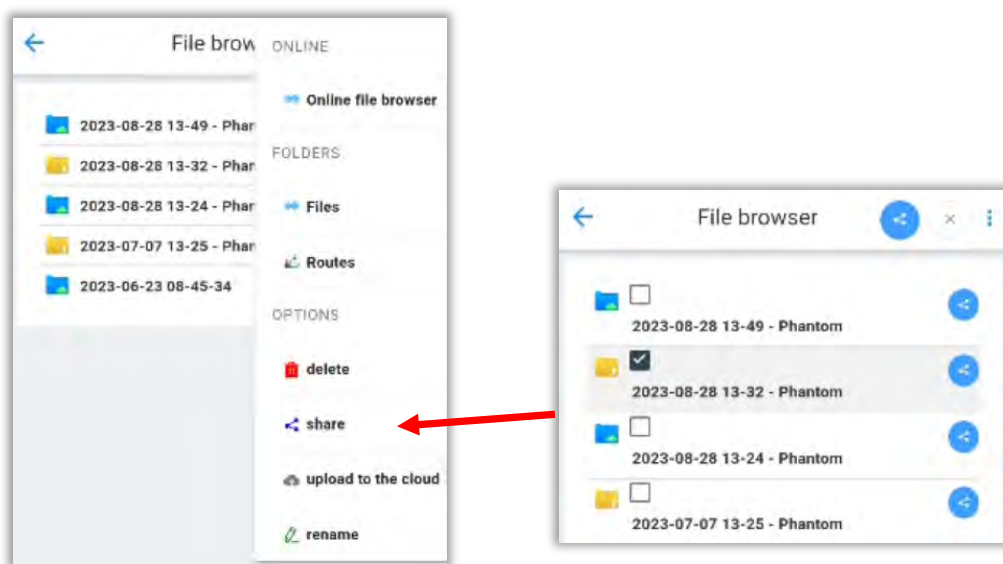 File brow
2023-08-28 13-49 - Phan
2023-08-28 13-32 - Phan
2023-08-28 13-24 - Phar
2023-07-07 13-25 - Phan
2023-06-23 08-45-34
ONLINE
Online file browser
FOLDERS
Files
Routes
OPTIONS
delete
share
upload to the cloud
rename
File browser
2023-08-28 13-49 - Phantom
2023-08-28 13-32 - Phantom
2023-08-28 13-24 - Phantom
2023-07-07 13-25 - Phantom